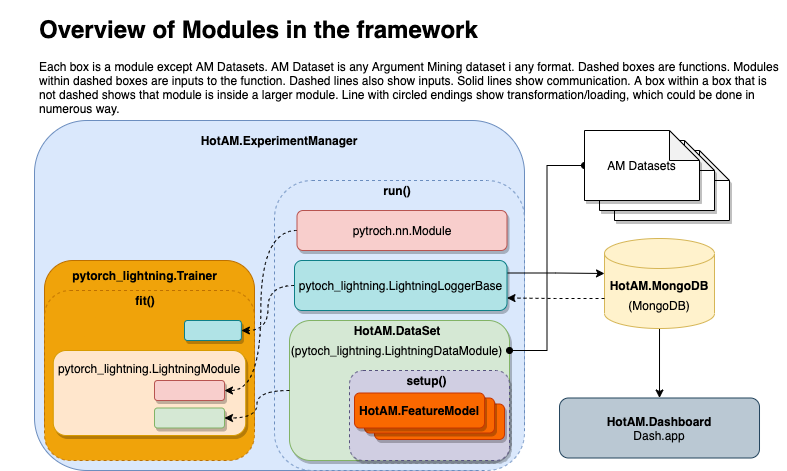 Overview of Modules in the framework
Each box is a module except AM Datasets. AM Dataset is any Argument Mining dataset i any format. Dashed boxes are functions. Modules
within dashed boxes are inputs to the function. Dashed lines also show inputs. Solid lines show communication. A box within a box that is
not dashed shows that module is inside a larger module. Line with circled endings show transformation/loading, which could be done in
numerous way.
HotAM.ExperimentManager
run()
pytroch.nn.Module
pytoch_lightning.LightningLoggerBase
HotAM.DataSet
(pytoch_lightning.LightningDataModule)
setup()
HotAM.FeatureModel
pytorch_lightning.Trainer
fit()
pytorch_lightning.LightningModule
AM Datasets
HotAM.MongoDB
(MongoDB)
HotAM.Dashboard
Dash.app